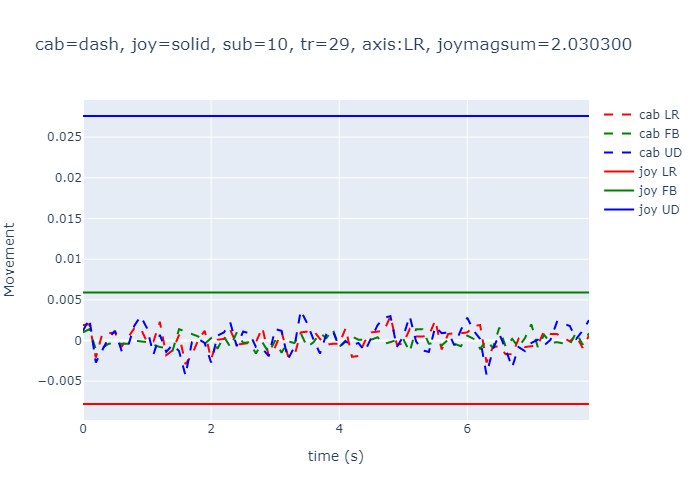 cab=dash, joy=solid, sub=10, tr=29, axis:LR, joymagsum=2.030300
cab LR
cab FB
cab UD
joy LR
joy FB
joy UD
0.025
0.02
0.015
0.01
0.005
0
−0.005
Movement
0
2
4
6
time (s)